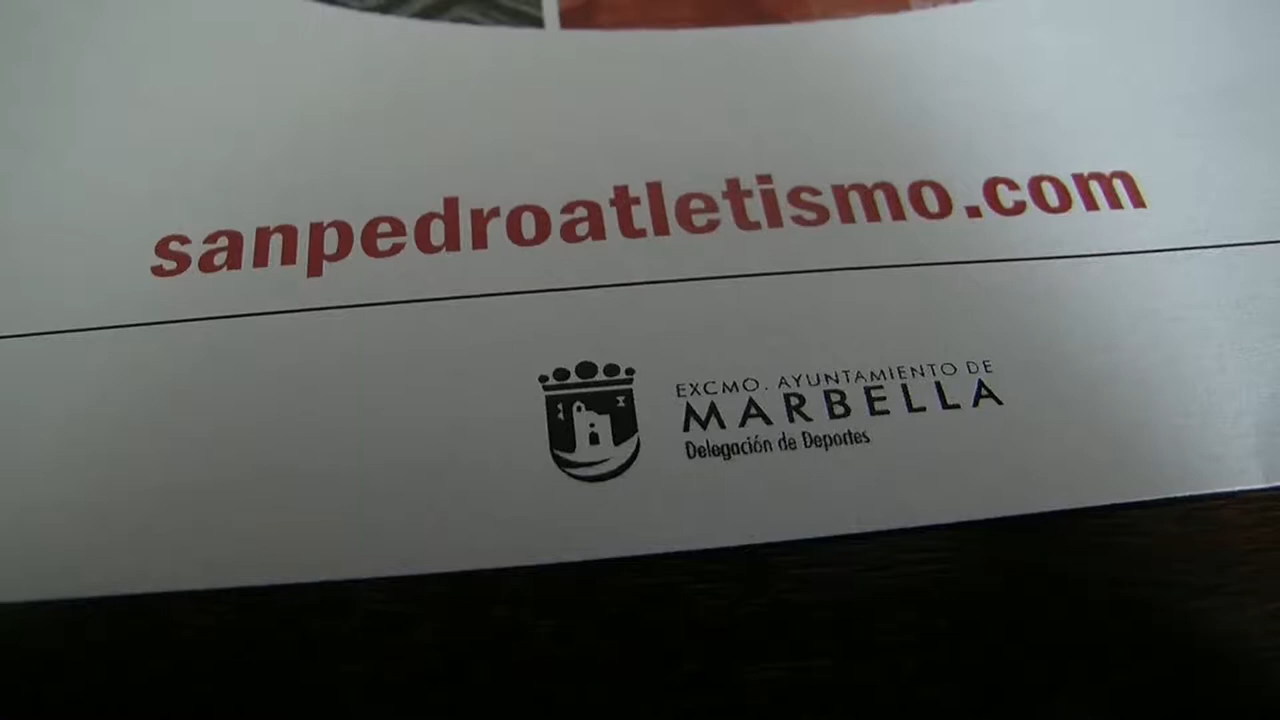 sanpedroatletismo.com
EXCMO. AYUNTAMIENTO DE
MARBELLA
Delegación de Deportes